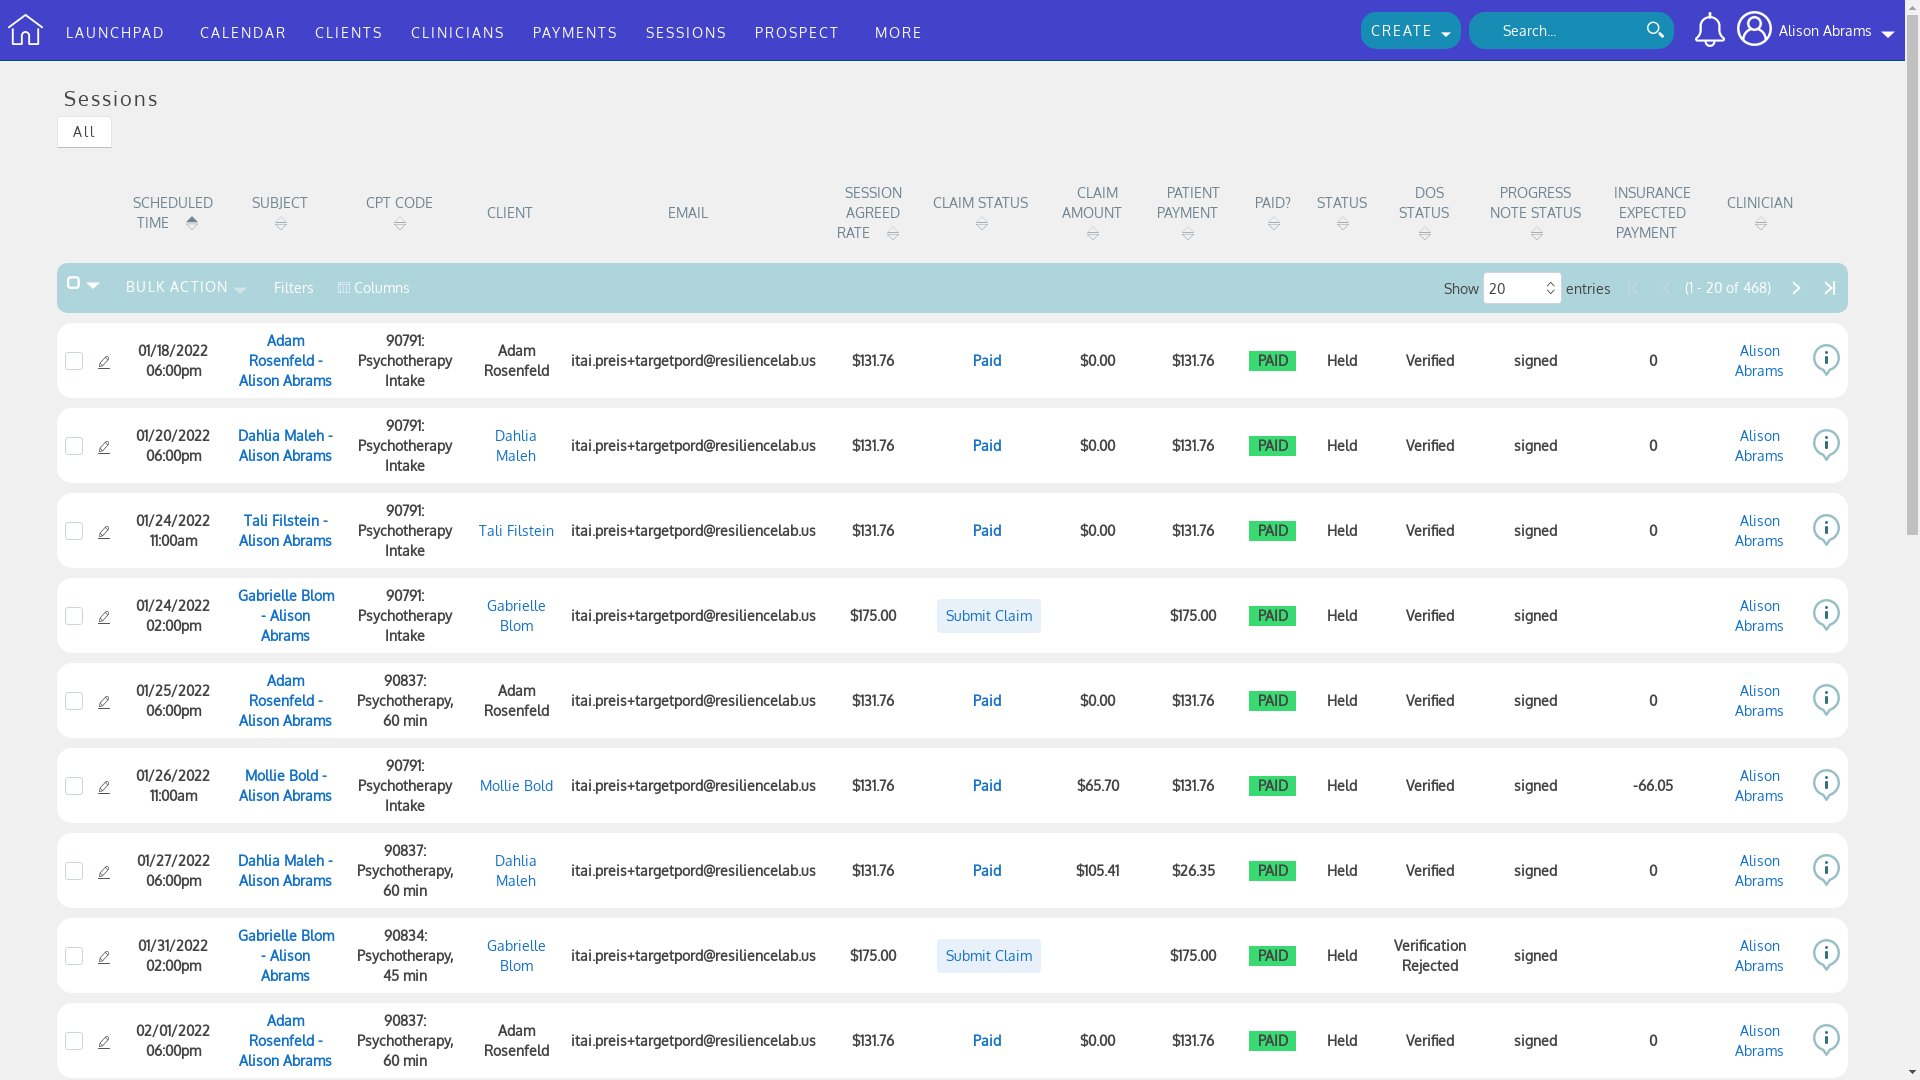 LAUNCHPAD CALENDAR CLIENTS CLINICIANS PAYMENTS SESSIONS PROSPECT MORE CREATE Search... Alison Abrams
Sessions
All
SCHEDULED TIME SUBJECT CPT CODE CLIENT EMAIL SESSION AGREED RATE CLAIM STATUS CLAIM AMOUNT PATIENT PAYMENT PAID? STATUS DOS STATUS PROGRESS NOTE STATUS INSURANCE EXPECTED PAYMENT CLINICIAN
BULK ACTION Filters Columns Show 20 entries (1 - 20 of 468)
01/18/2022 06:00pm Adam Rosenfeld - Alison Abrams 90791: Psychotherapy Intake Adam Rosenfeld itai.preis+targetpord@resiliencelab.us $131.76 Paid $0.00 $131.76 PAID Held Verified signed 0 Alison Abrams
01/20/2022 06:00pm Dahlia Maleh - Alison Abrams 90791: Psychotherapy Intake Dahlia Maleh itai.preis+targetpord@resiliencelab.us $131.76 Paid $0.00 $131.76 PAID Held Verified signed 0 Alison Abrams
01/24/2022 11:00am Tali Filstein - Alison Abrams 90791: Psychotherapy Intake Tali Filstein itai.preis+targetpord@resiliencelab.us $131.76 Paid $0.00 $131.76 PAID Held Verified signed 0 Alison Abrams
01/24/2022 02:00pm Gabrielle Blom - Alison Abrams 90791: Psychotherapy Intake Gabrielle Blom itai.preis+targetpord@resiliencelab.us $175.00 Submit Claim $175.00 PAID Held Verified signed Alison Abrams
01/25/2022 06:00pm Adam Rosenfeld - Alison Abrams 90837: Psychotherapy, 60 min Adam Rosenfeld itai.preis+targetpord@resiliencelab.us $131.76 Paid $0.00 $131.76 PAID Held Verified signed 0 Alison Abrams
01/26/2022 11:00am Mollie Bold - Alison Abrams 90791: Psychotherapy Intake Mollie Bold itai.preis+targetpord@resiliencelab.us $131.76 Paid $65.70 $131.76 PAID Held Verified signed -66.05 Alison Abrams
01/27/2022 06:00pm Dahlia Maleh - Alison Abrams 90837: Psychotherapy, 60 min Dahlia Maleh itai.preis+targetpord@resiliencelab.us $131.76 Paid $105.41 $26.35 PAID Held Verified signed 0 Alison Abrams
01/31/2022 02:00pm Gabrielle Blom - Alison Abrams 90834: Psychotherapy, 45 min Gabrielle Blom itai.preis+targetpord@resiliencelab.us $175.00 Submit Claim $175.00 PAID Held Verification Rejected signed Alison Abrams
02/01/2022 06:00pm Adam Rosenfeld - Alison Abrams 90837: Psychotherapy, 60 min Adam Rosenfeld itai.preis+targetpord@resiliencelab.us $131.76 Paid $0.00 $131.76 PAID Held Verified signed 0 Alison Abrams